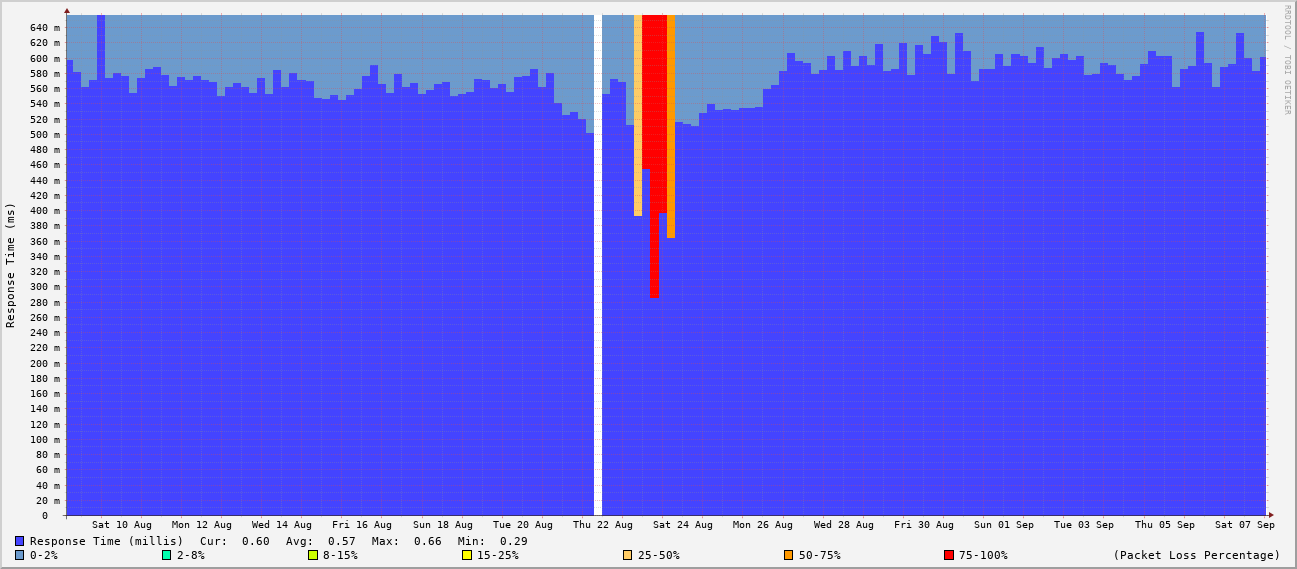 RRDTOOL / TOBI OETIKER
Response Time (ms)
640 m
620 m
600 m
580 m
560 m
540 m
520 m
500 m
480 m
460 m
440 m
420 m
400 m
380 m
360 m
340 m
320 m
300 m
280 m
260 m
240 m
220 m
200 m
180 m
160 m
140 m
120 m
100 m
80 m
60 m
40 m
20 m
0
Sat 10 Aug Mon 12 Aug Wed 14 Aug Fri 16 Aug Sun 18 Aug Tue 20 Aug Thu 22 Aug Sat 24 Aug Mon 26 Aug Wed 28 Aug Fri 30 Aug Sun 01 Sep Tue 03 Sep Thu 05 Sep Sat 07 Sep
Response Time (millis) Cur: 0.60 Avg: 0.57 Max: 0.66 Min: 0.29
0-2% 2-8% 8-15% 15-25% 25-50% 50-75% 75-100% (Packet Loss Percentage)